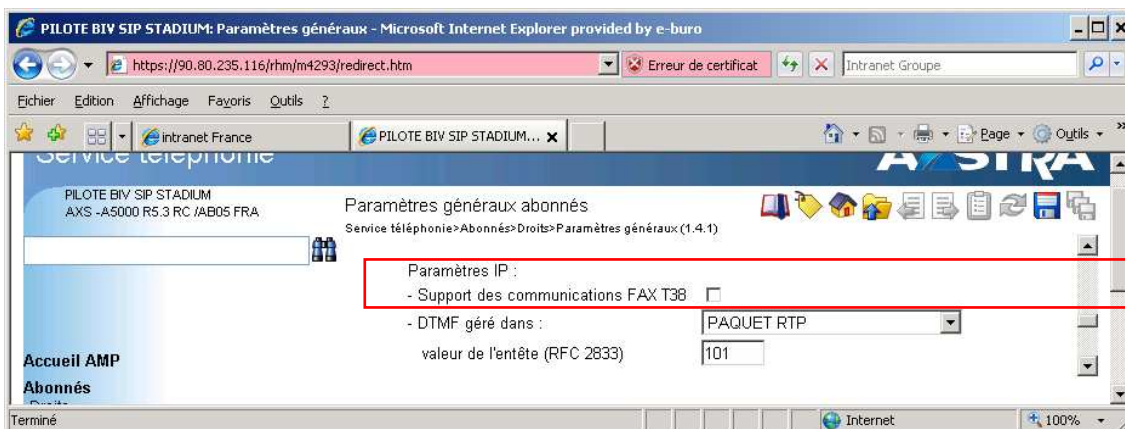 PILOTE BIV SIP STADIUM: Paramètres généraux - Microsoft Internet Explorer provided by e-buro
https://90.80.235.116/rhm/m4293/redirect.htm Erreur de certificat Intranet Groupe
Fichier Edition Affichage Favoris Outils ?
intranet France PILOTE BIV SIP STADIUM... Page Outils
Service téléphonie AASTRA
PILOTE BIV SIP STADIUM
AXS -A5000 R5.3 RC /AB05 FRA
Paramètres généraux abonnés
Service téléphonie>Abonnés>Droits>Paramètres généraux (1.4.1)
Paramètres IP :
- Support des communications FAX T38
- DTMF géré dans : PAQUET RTP
valeur de l'entête (RFC 2833) 101
Accueil AMP
Abonnés
Terminé Internet 100%